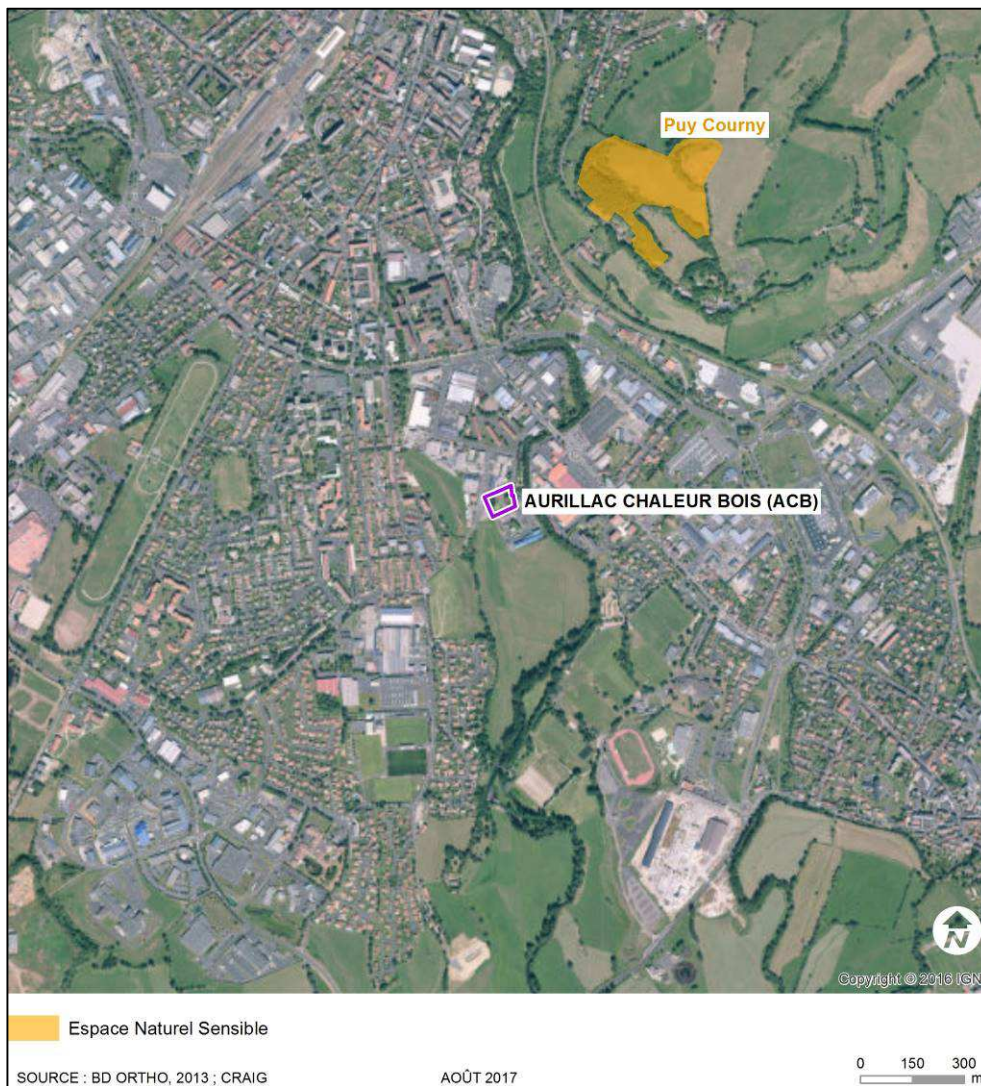 Puy Courny
AURILLAC CHALEUR BOIS (ACB)
N
Copyright © 2016 IGN
Espace Naturel Sensible
0 150 300
m
SOURCE : BD ORTHO, 2013 ; CRAIG AOÛT 2017